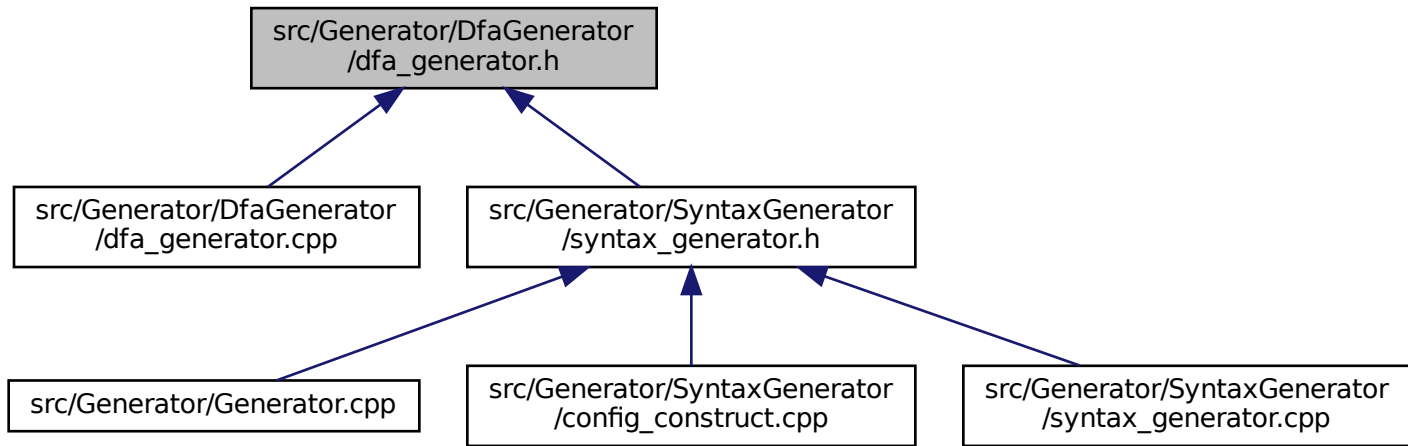 src/Generator/DfaGenerator
/dfa_generator.h
src/Generator/DfaGenerator
/dfa_generator.cpp
src/Generator/SyntaxGenerator
/syntax_generator.h
src/Generator/Generator.cpp
src/Generator/SyntaxGenerator
/config_construct.cpp
src/Generator/SyntaxGenerator
/syntax_generator.cpp